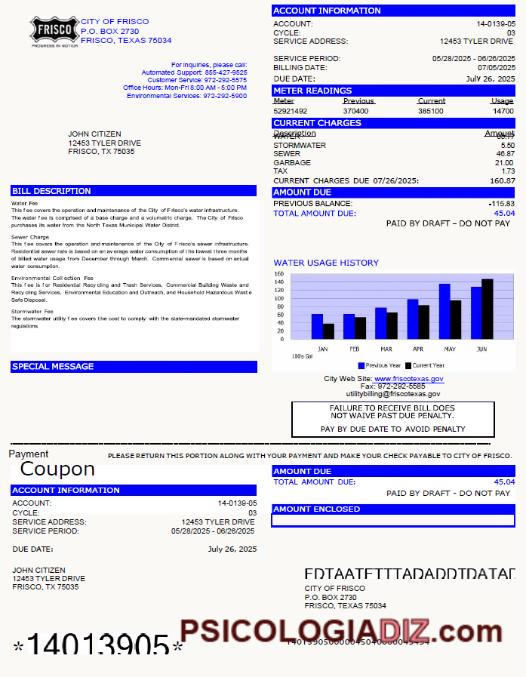 FRISCO
PROGRESS IN MOTION
CITY OF FRISCO
P.O. BOX 2730
FRISCO, TEXAS 75034
For inquiries, please call:
Automated Support: 855-427-9525
Customer Service: 972-292-5575
Office Hours: Mon-Fri 8:00 AM - 5:00 PM
Environmental Services: 972-292-5900
JOHN CITIZEN
12453 TYLER DRIVE
FRISCO, TX 75035
ACCOUNT INFORMATION
ACCOUNT: 14-0139-05
CYCLE: 03
SERVICE ADDRESS: 12453 TYLER DRIVE
SERVICE PERIOD: 05/28/2025 - 06/26/2025
BILLING DATE: 07/05/2025
DUE DATE: July 26, 2025
METER READINGS
Meter Previous Current Usage
52921492 370400 385100 14700
CURRENT CHARGES
Description Amount
WATER
STORMWATER 5.50
SEWER 46.87
GARBAGE 21.00
TAX 1.73
CURRENT CHARGES DUE 07/26/2025: 160.87
AMOUNT DUE
PREVIOUS BALANCE: -115.83
TOTAL AMOUNT DUE: 45.04
PAID BY DRAFT – DO NOT PAY
BILL DESCRIPTION
Water Fee
This fee covers the operation and maintenance of the City of Frisco's water infrastructure.
The water fee is comprised of a base charge and a volumetric charge. The City of Frisco
purchases its water from the North Texas Municipal Water District.
Sewer Charge
This fee covers the operation and maintenance of the City of Frisco's sewer infrastructure.
Residential sewer rate is based on an average water consumption of the lowest three months
of billed water usage from December through March. Commercial sewer is based on actual
water consumption.
Environmental Collection Fee
This fee is for Residential Recycling and Trash Services, Commercial Building Waste and
Recycling Services, Environmental Education and Outreach, and Household Hazardous Waste
Safe Disposal.
Stormwater Fee
The stormwater utility fee covers the cost to comply with the state-mandated stormwater
regulations.
SPECIAL MESSAGE
WATER USAGE HISTORY
160
140
120
100
80
60
40
20
0
JAN FEB MAR APR MAY JUN
100's Gal
Previous Year Current Year
City Web Site: www.friscotexas.gov
Fax: 972-292-5585
utilitybilling@friscotexas.gov
FAILURE TO RECEIVE BILL DOES
NOT WAIVE PAST DUE PENALTY.
PAY BY DUE DATE TO AVOID PENALTY
Payment
Coupon
PLEASE RETURN THIS PORTION ALONG WITH YOUR PAYMENT AND MAKE YOUR CHECK PAYABLE TO CITY OF FRISCO.
ACCOUNT INFORMATION
ACCOUNT: 14-0139-05
CYCLE: 03
SERVICE ADDRESS: 12453 TYLER DRIVE
SERVICE PERIOD: 05/28/2025 - 06/26/2025
DUE DATE: July 26, 2025
AMOUNT DUE
TOTAL AMOUNT DUE: 45.04
PAID BY DRAFT - DO NOT PAY
AMOUNT ENCLOSED
JOHN CITIZEN
12453 TYLER DRIVE
FRISCO, TX 75035
CITY OF FRISCO
P.O. BOX 2730
FRISCO, TEXAS 75034
*14013905*
PSICOLOGIADIZ.com